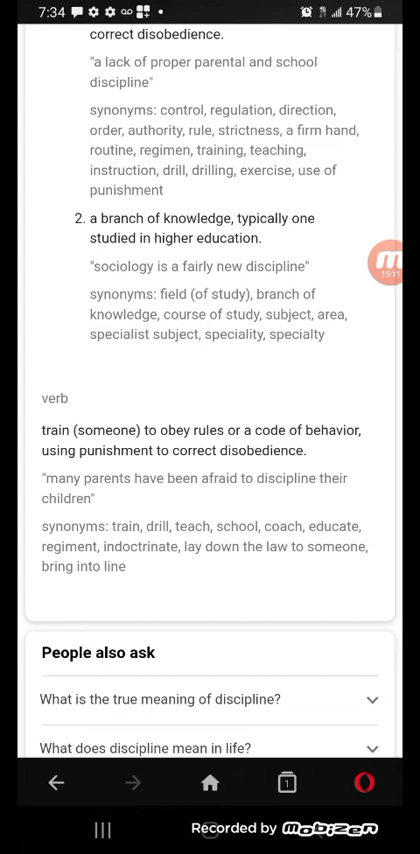 7:34
47%
correct disobedience.
"a lack of proper parental and school
discipline"
synonyms: control, regulation, direction,
order, authority, rule, strictness, a firm hand,
routine, regimen, training, teaching,
instruction, drill, drilling, exercise, use of
punishment
2. a branch of knowledge, typically one
studied in higher education.
"sociology is a fairly new discipline"
15:11
synonyms: field (of study), branch of
knowledge, course of study, subject, area,
specialist subject, speciality, specialty
verb
train (someone) to obey rules or a code of behavior,
using punishment to correct disobedience.
"many parents have been afraid to discipline their
children"
synonyms: train, drill, teach, school, coach, educate,
regiment, indoctrinate, lay down the law to someone,
bring into line
People also ask
What is the true meaning of discipline?
What does discipline mean in life?
1
Recorded by mobizen